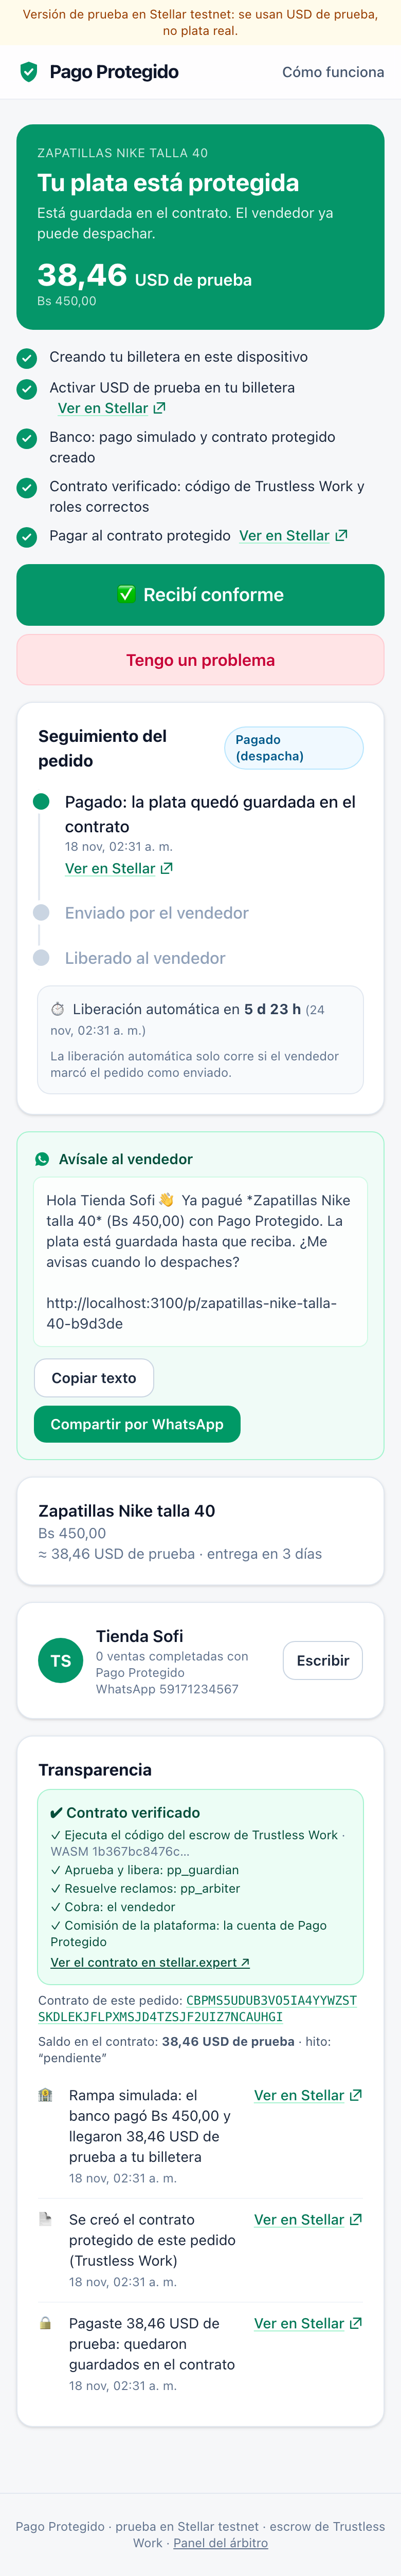 Versión de prueba en Stellar testnet: se usan USD de prueba,
no plata real.
Pago Protegido
Cómo funciona
ZAPATILLAS NIKE TALLA 40
Tu plata está protegida
Está guardada en el contrato. El vendedor ya
puede despachar.
38,46 USD de prueba
Bs 450,00
Creando tu billetera en este dispositivo
Activar USD de prueba en tu billetera
Ver en Stellar
Banco: pago simulado y contrato protegido
creado
Contrato verificado: código de Trustless Work y
roles correctos
Pagar al contrato protegido Ver en Stellar
✅ Recibí conforme
Tengo un problema
Seguimiento del
pedido
Pagado
(despacha)
Pagado: la plata quedó guardada en el
contrato
18 nov, 02:31 a. m.
Ver en Stellar
Enviado por el vendedor
Liberado al vendedor
⏱ Liberación automática en 5 d 23 h (24
nov, 02:31 a. m.)
La liberación automática solo corre si el vendedor
marcó el pedido como enviado.
Avísale al vendedor
Hola Tienda Sofi 👋 Ya pagué *Zapatillas Nike
talla 40* (Bs 450,00) con Pago Protegido. La
plata está guardada hasta que reciba. ¿Me
avisas cuando lo despaches?
http://localhost:3100/p/zapatillas-nike-talla-
40-b9d3de
Copiar texto
Compartir por WhatsApp
Zapatillas Nike talla 40
Bs 450,00
≈ 38,46 USD de prueba · entrega en 3 días
TS
Tienda Sofi
0 ventas completadas con
Pago Protegido
WhatsApp 59171234567
Escribir
Transparencia
✔ Contrato verificado
✓ Ejecuta el código del escrow de Trustless Work ·
WASM 1b367bc8476c…
✓ Aprueba y libera: pp_guardian
✓ Resuelve reclamos: pp_arbiter
✓ Cobra: el vendedor
✓ Comisión de la plataforma: la cuenta de Pago
Protegido
Ver el contrato en stellar.expert ↗
Contrato de este pedido: CBPMS5UDUB3VO5IA4YYWZST
SKDLEKJFLPXMSJD4TZSJF2UIZ7NCAUHGI
Saldo en el contrato: 38,46 USD de prueba · hito:
“pendiente”
Rampa simulada: el
banco pagó Bs 450,00 y
llegaron 38,46 USD de
prueba a tu billetera
18 nov, 02:31 a. m.
Ver en Stellar
Se creó el contrato
protegido de este pedido
(Trustless Work)
18 nov, 02:31 a. m.
Ver en Stellar
Pagaste 38,46 USD de
prueba: quedaron
guardados en el contrato
18 nov, 02:31 a. m.
Ver en Stellar
Pago Protegido · prueba en Stellar testnet · escrow de Trustless
Work · Panel del árbitro